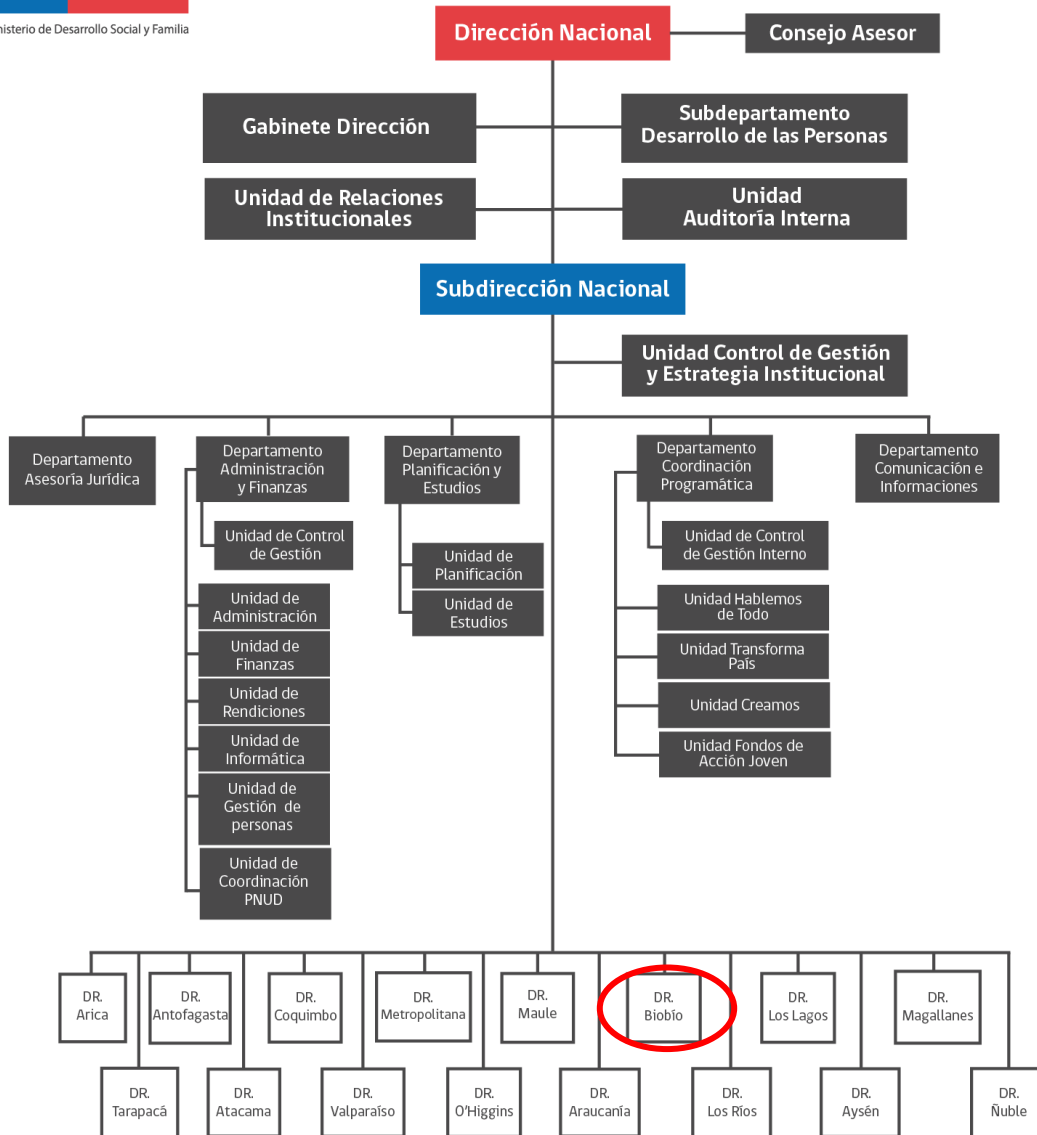 nisterio de Desarrollo Social y Familia
Dirección Nacional
Consejo Asesor
Gabinete Dirección
Subdepartamento
Desarrollo de las Personas
Unidad de Relaciones
Institucionales
Unidad
Auditoría Interna
Subdirección Nacional
Unidad Control de Gestión
y Estrategia Institucional
Departamento
Asesoría Jurídica
Departamento
Administración
y Finanzas
Unidad de Control
de Gestión
Unidad de
Administración
Unidad de
Finanzas
Unidad de
Rendiciones
Unidad de
Informática
Unidad de
Gestión de
personas
Unidad de
Coordinación
PNUD
Departamento
Planificación y
Estudios
Unidad de
Planificación
Unidad de
Estudios
Departamento
Coordinación
Programática
Unidad de Control
de Gestión Interno
Unidad Hablemos
de Todo
Unidad Transforma
País
Unidad Creamos
Unidad Fondos de
Acción Joven
Departamento
Comunicación e
Informaciones
DR.
Arica
DR.
Antofagasta
DR.
Coquimbo
DR.
Metropolitana
DR.
Maule
DR.
Biobío
DR.
Los Lagos
DR.
Magallanes
DR.
Tarapacá
DR.
Atacama
DR.
Valparaíso
DR.
O'Higgins
DR.
Araucanía
DR.
Los Ríos
DR.
Aysén
DR.
Ñuble